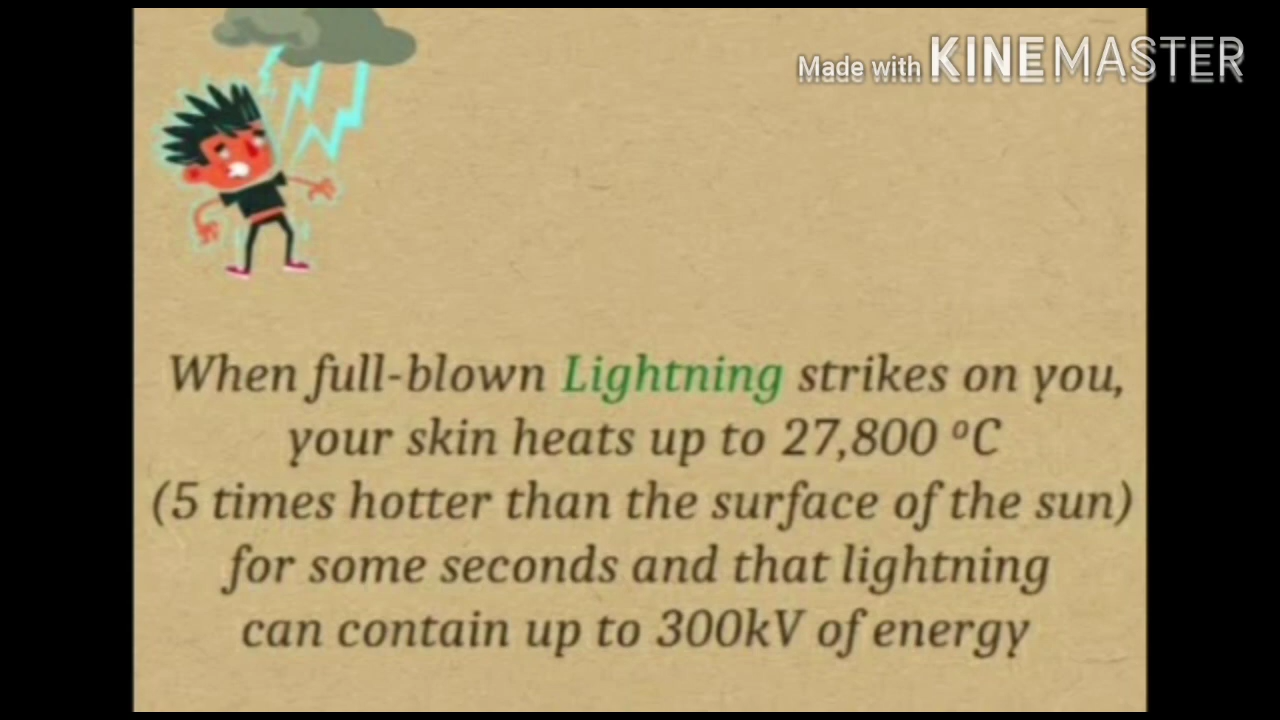 Made with KINEMASTER
When full-blown Lightning strikes on you,
your skin heats up to 27,800 ºC
(5 times hotter than the surface of the sun)
for some seconds and that lightning
can contain up to 300kV of energy